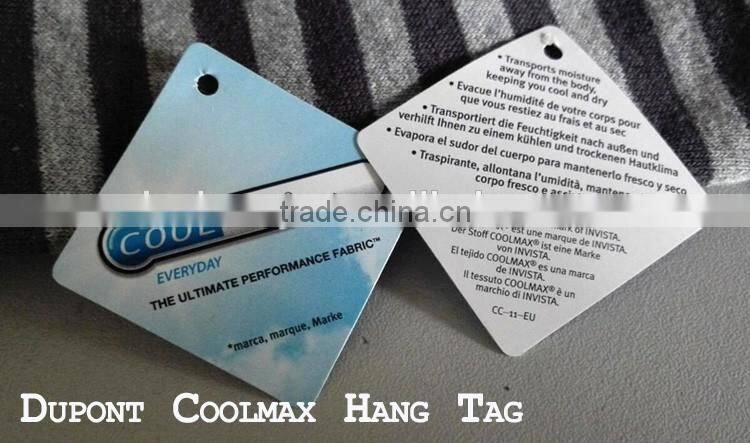 COOL
EVERYDAY
THE ULTIMATE PERFORMANCE FABRIC™
*marca, marque, Marke
• Transports moisture
away from the body,
keeping you cool and dry
• Evacue l'humidité de votre corps pour
que vous restiez au frais et au sec
• Transportiert die Feuchtigkeit nach außen und
verhilft Ihnen zu einem kühlen und trockenen Hautklima
• Evapora el sudor del cuerpo para mantenerlo fresco y seco
• Traspirante, allontana l'umidità,
corpo fresco e
trade.china.cn
of INVISTA.
est une marque de INVISTA.
Der Stoff COOLMAX® ist eine Marke
von INVISTA.
El tejido COOLMAX® es una marca
de INVISTA.
Il tessuto COOLMAX® è un
marchio di INVISTA.
CC-11-EU
DUPONT COOLMAX HANG TAG